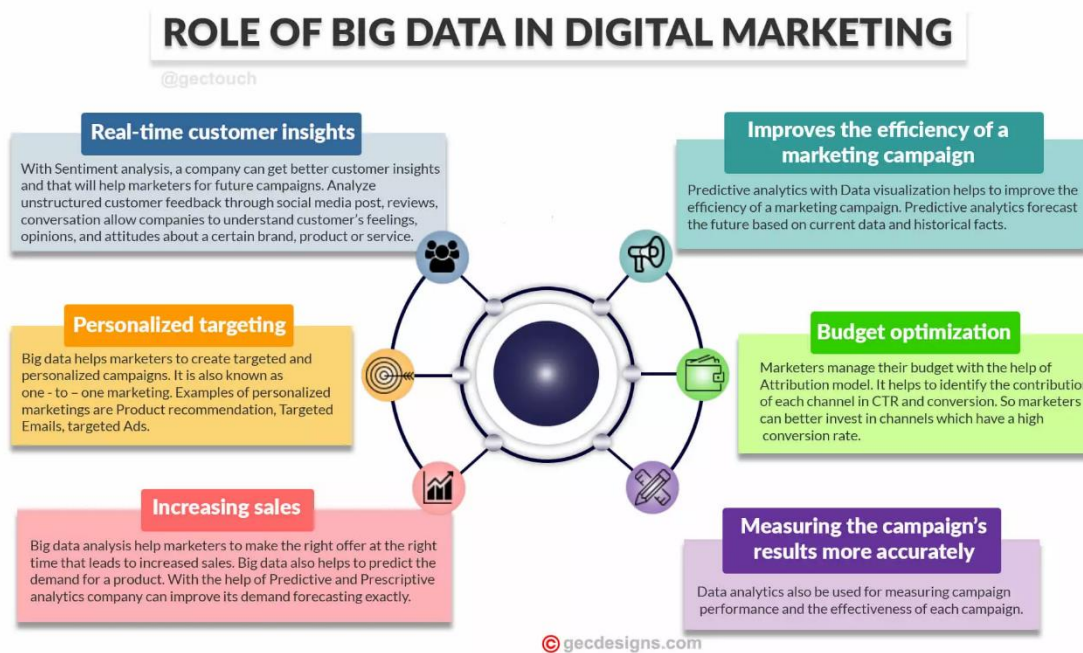 ROLE OF BIG DATA IN DIGITAL MARKETING
@gectouch
Real-time customer insights
With Sentiment analysis, a company can get better customer insights
and that will help marketers for future campaigns. Analyze
unstructured customer feedback through social media post, reviews,
conversation allow companies to understand customer's feelings,
opinions, and attitudes about a certain brand, product or service.
Personalized targeting
Big data helps marketers to create targeted and
personalized campaigns. It is also known as
one - to – one marketing. Examples of personalized
marketings are Product recommendation, Targeted
Emails, targeted Ads.
Increasing sales
Big data analysis help marketers to make the right offer at the right
time that leads to increased sales. Big data also helps to predict the
demand for a product. With the help of Predictive and Prescriptive
analytics company can improve its demand forecasting exactly.
Improves the efficiency of a
marketing campaign
Predictive analytics with Data visualization helps to improve the
efficiency of a marketing campaign. Predictive analytics forecast
the future based on current data and historical facts.
Budget optimization
Marketers manage their budget with the help of
Attribution model. It helps to identify the contribution
of each channel in CTR and conversion. So marketers
can better invest in channels which have a high
conversion rate.
Measuring the campaign's
results more accurately
Data analytics also be used for measuring campaign
performance and the effectiveness of each campaign.
© gecdesigns.com